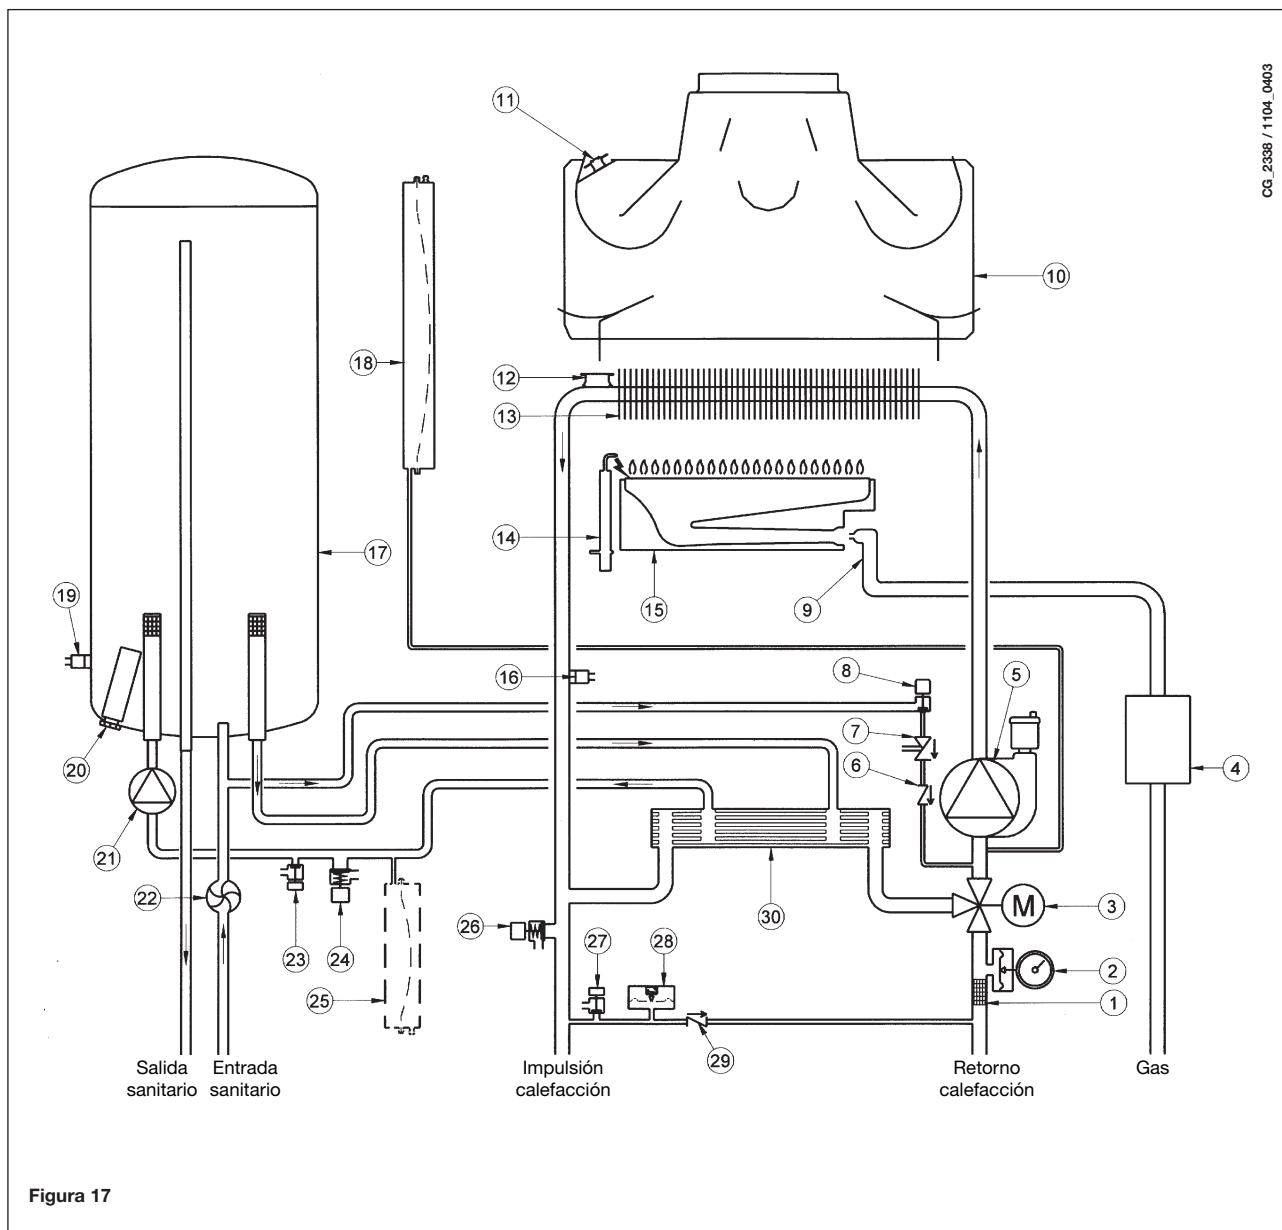 CG_2338 / 1104_0403
11
10
18
12
13
17
14
19
15
9
16
8
5
7
20
6
4
21
22
30
3
26
27
28
23
24
2
25
1
29
M
Salida
sanitario
Entrada
sanitario
Impulsión
calefacción
Retorno
calefacción
Gas
Figura 17